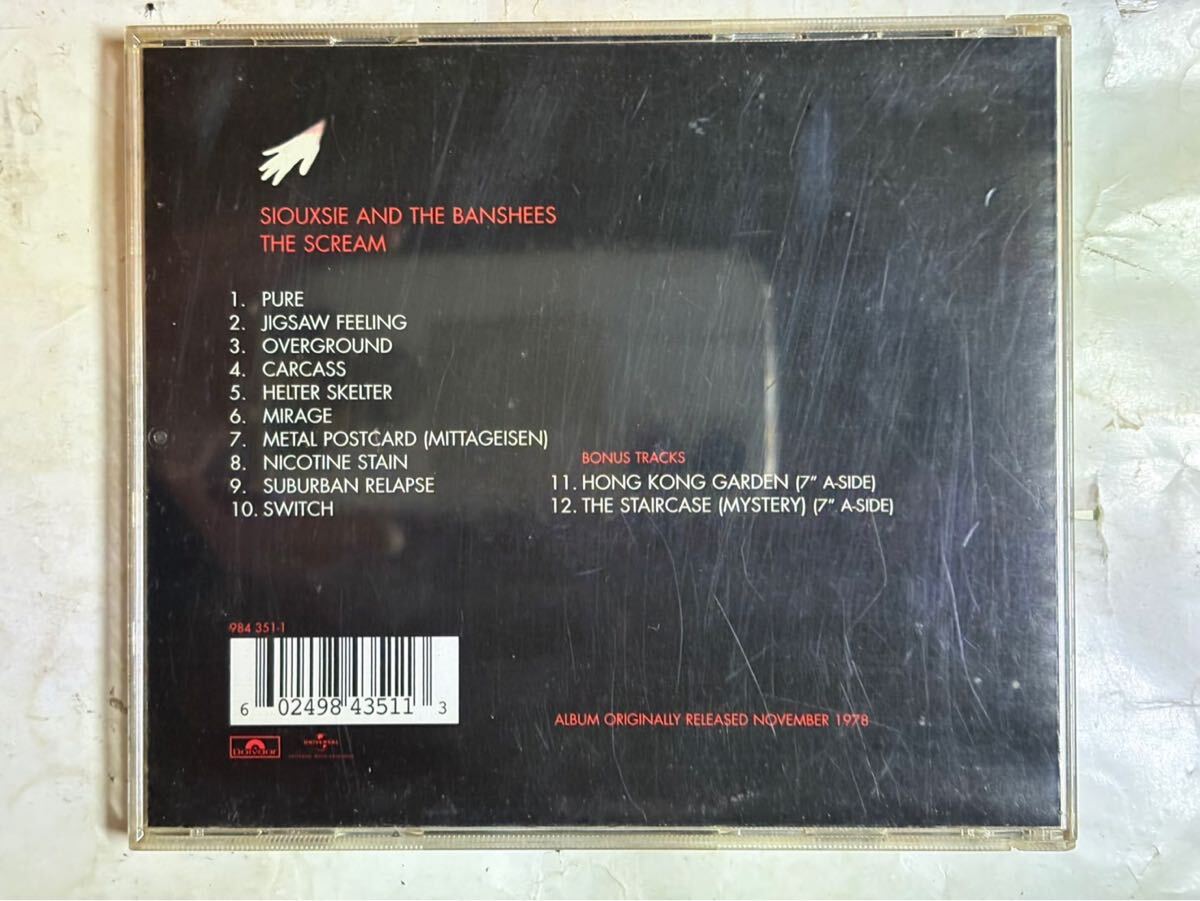 SIOUXSIE AND THE BANSHEES
THE SCREAM
1. PURE
2. JIGSAW FEELING
3. OVERGROUND
4. CARCASS
5. HELTER SKELTER
6. MIRAGE
7. METAL POSTCARD (MITTAGEISEN)
8. NICOTINE STAIN
9. SUBURBAN RELAPSE
10. SWITCH
BONUS TRACKS
11. HONG KONG GARDEN (7" A-SIDE)
12. THE STAIRCASE (MYSTERY) (7" A-SIDE)
984 351-1
6 02498 43511 3
ALBUM ORIGINALLY RELEASED NOVEMBER 1978
Polydor
UNIVERSAL